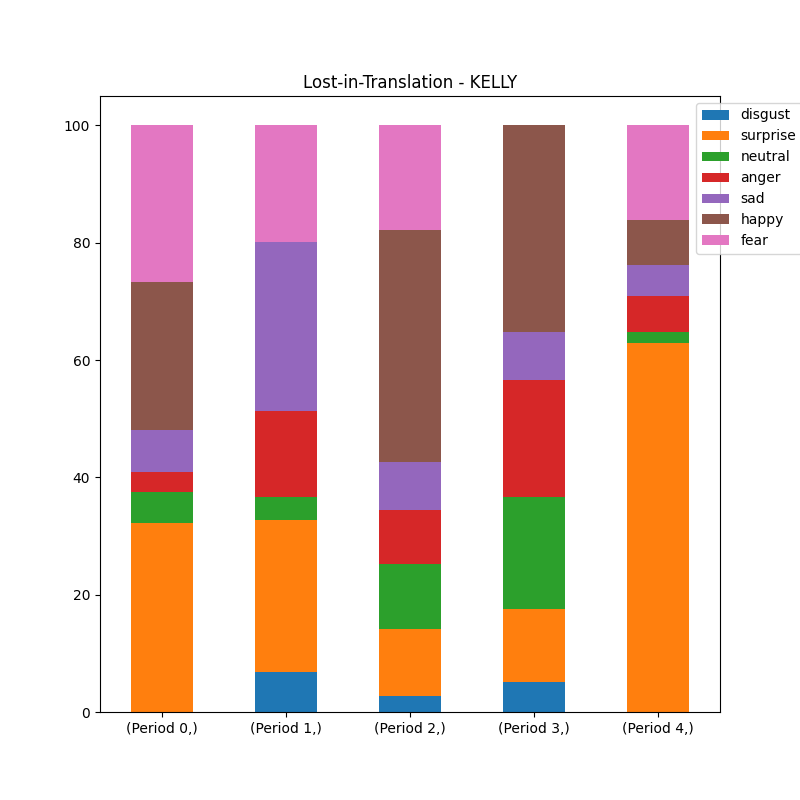 Lost-in-Translation - KELLY
100
80
60
40
20
0
disgust
surprise
neutral
anger
sad
happy
fear
(Period 0,) (Period 1,) (Period 2,) (Period 3,) (Period 4,)